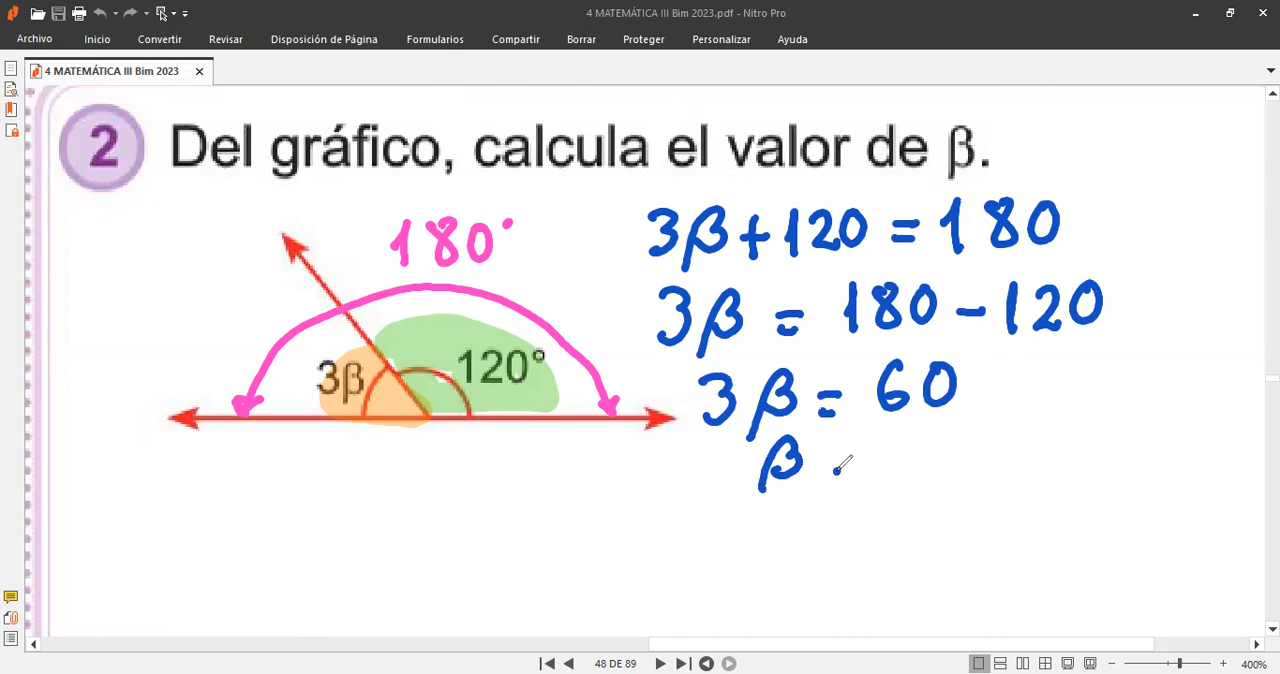 4 MATEMÁTICA III Bim 2023.pdf - Nitro Pro
Archivo Inicio Convertir Revisar Disposición de Página Formularios Compartir Borrar Proteger Personalizar Ayuda
4 MATEMÁTICA III Bim 2023
2 Del gráfico, calcula el valor de β.
180°
3β
120°
3β + 120 = 180
3β = 180 - 120
3β = 60
β
48 DE 89
400%